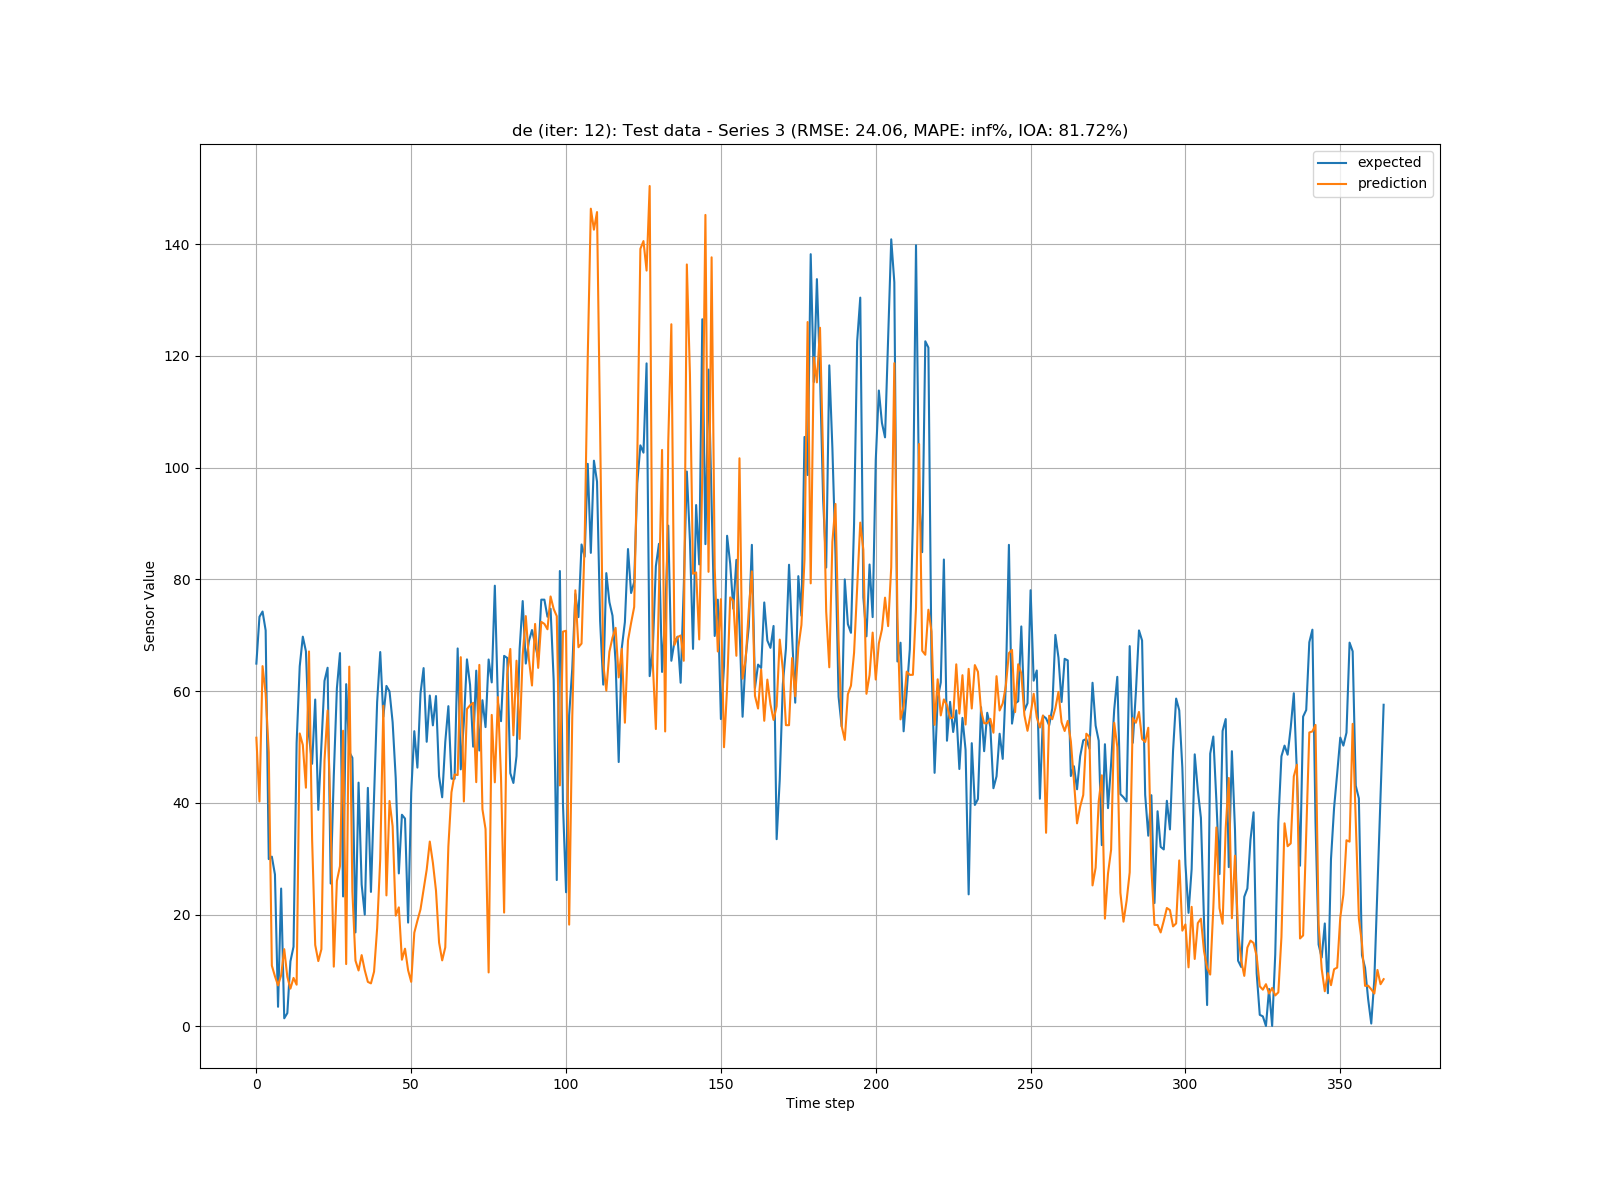 de (iter: 12): Test data - Series 3 (RMSE: 24.06, MAPE: inf%, IOA: 81.72%)
expected
prediction
Sensor Value
140
120
100
80
60
40
20
0
0 50 100 150 200 250 300 350
Time step